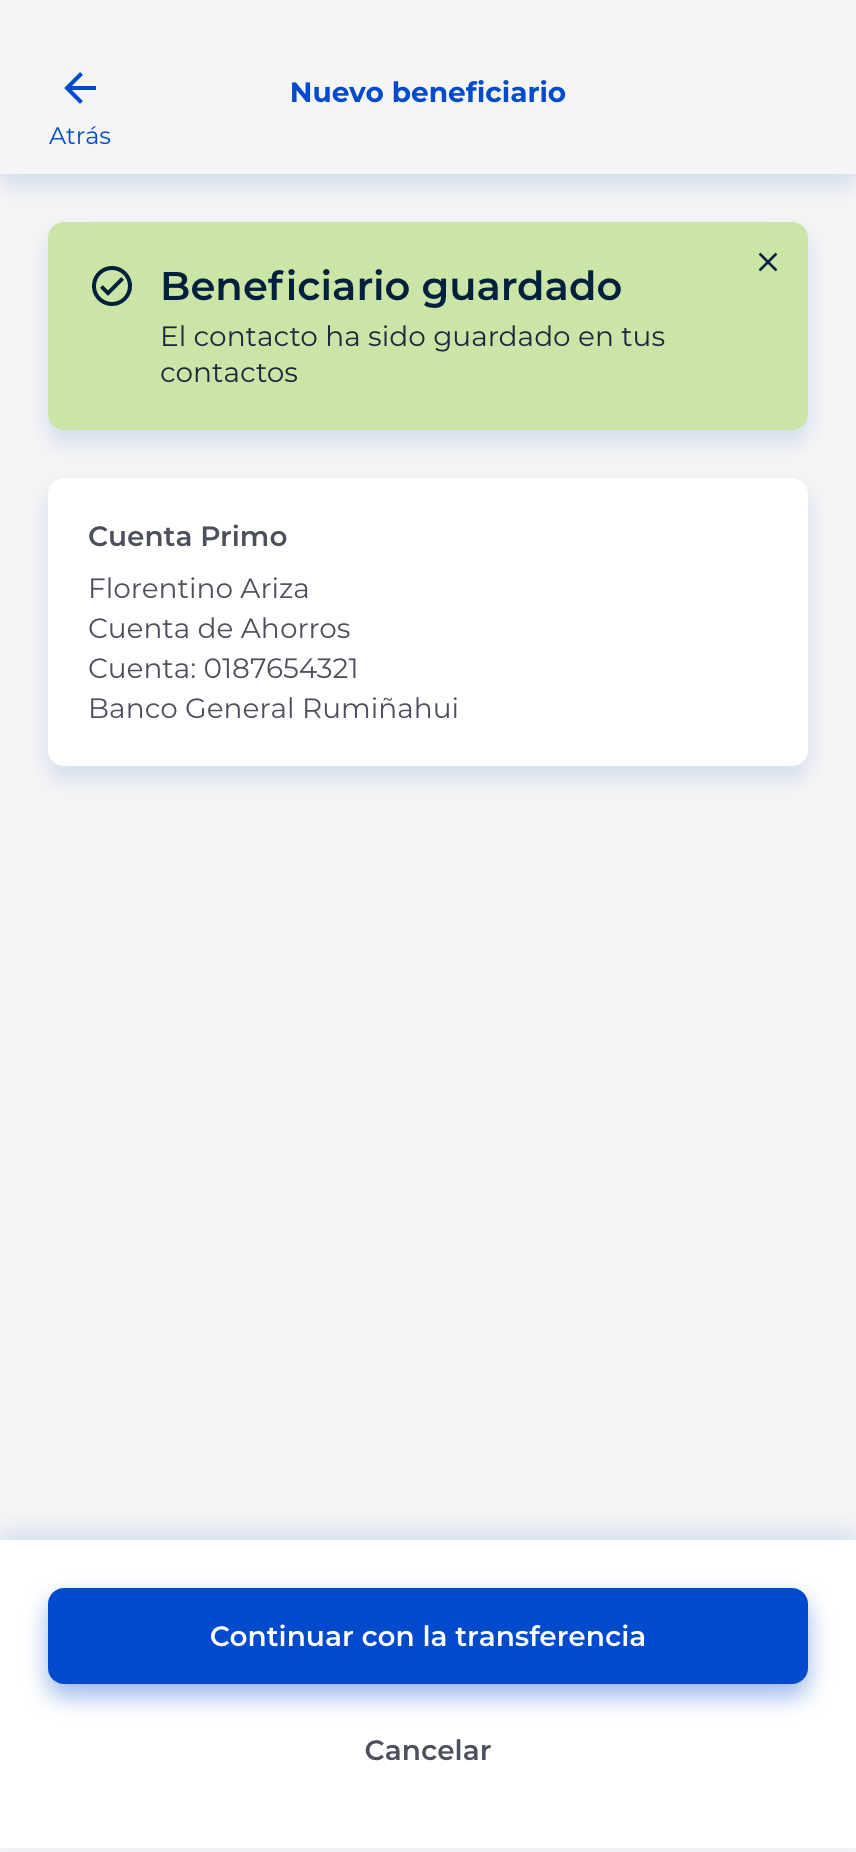 Nuevo beneficiario
Atrás
Beneficiario guardado
El contacto ha sido guardado en tus
contactos
Cuenta Primo
Florentino Ariza
Cuenta de Ahorros
Cuenta: 0187654321
Banco General Rumiñahui
Continuar con la transferencia
Cancelar